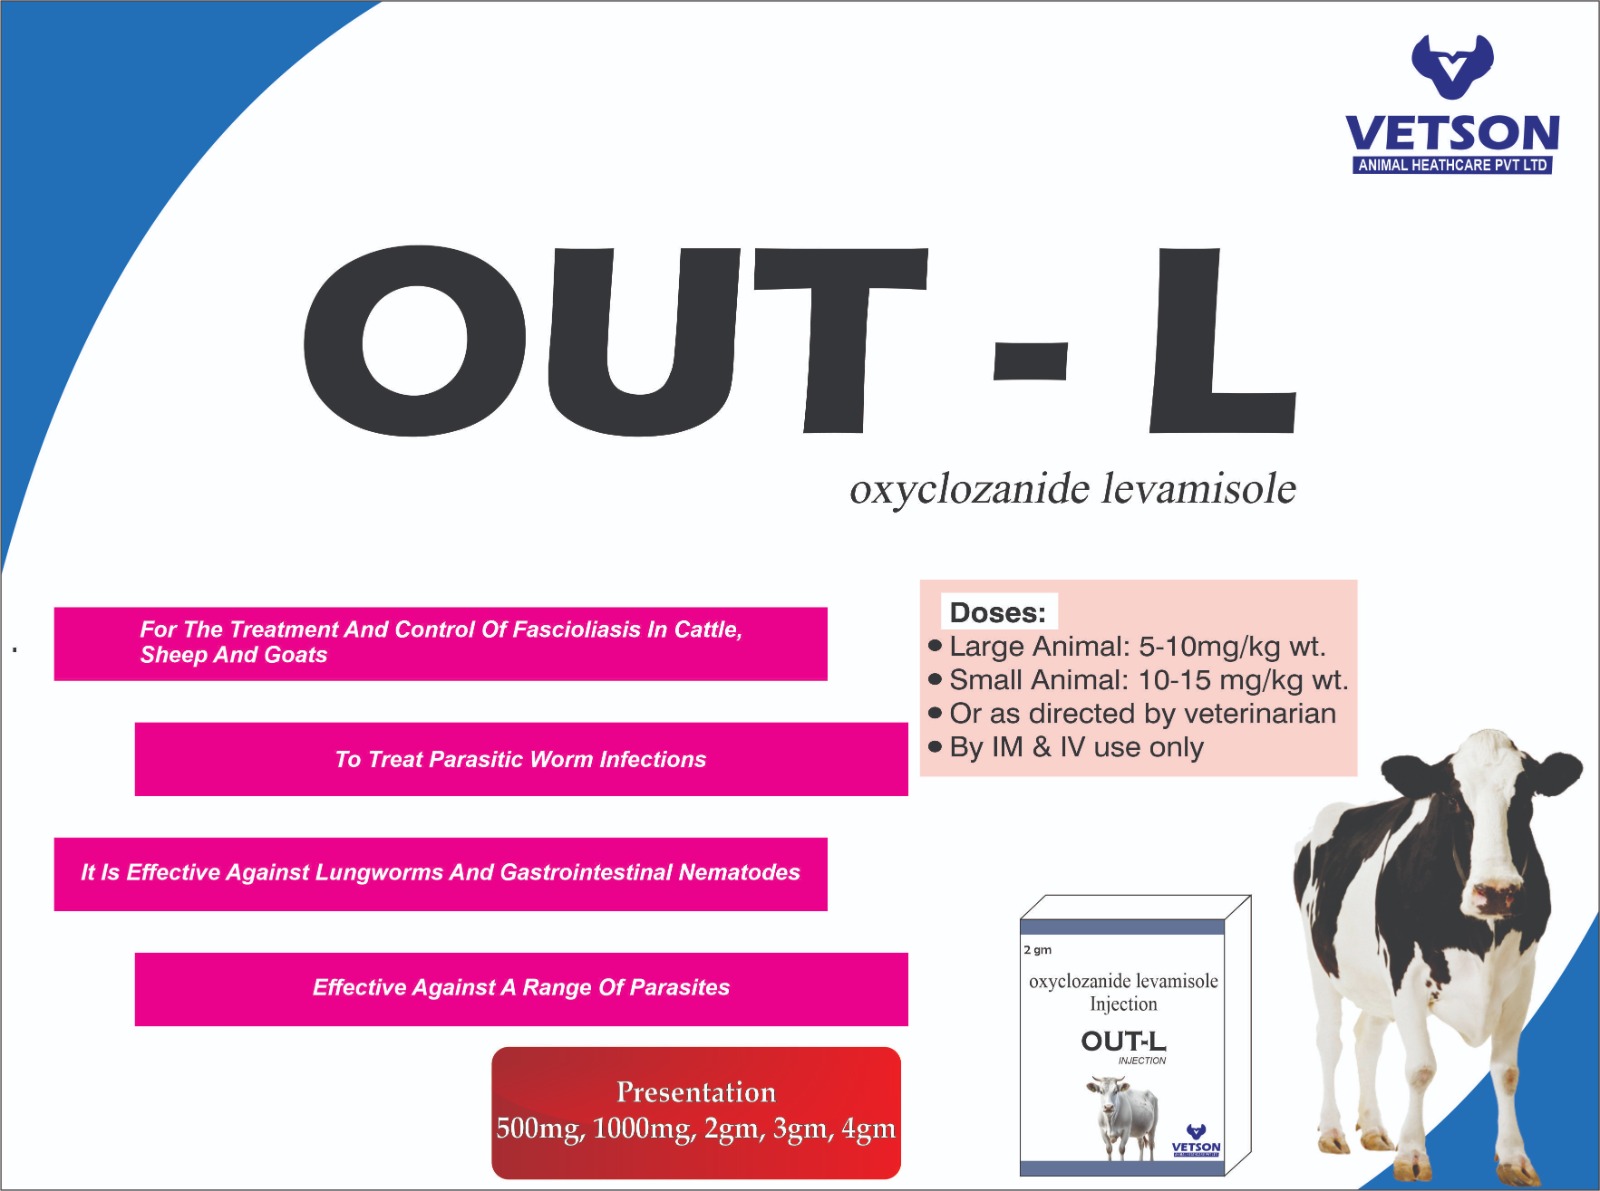 VETSON
ANIMAL HEATHCARE PVT LTD
OUT - L
oxyclozanide levamisole
For The Treatment And Control Of Fascioliasis In Cattle,
Sheep And Goats
To Treat Parasitic Worm Infections
It Is Effective Against Lungworms And Gastrointestinal Nematodes
Effective Against A Range Of Parasites
Doses:
• Large Animal: 5-10mg/kg wt.
• Small Animal: 10-15 mg/kg wt.
• Or as directed by veterinarian
• By IM & IV use only
Presentation
500mg, 1000mg, 2gm, 3gm, 4gm
2 gm
oxyclozanide levamisole
Injection
OUT-L
INJECTION
VETSON